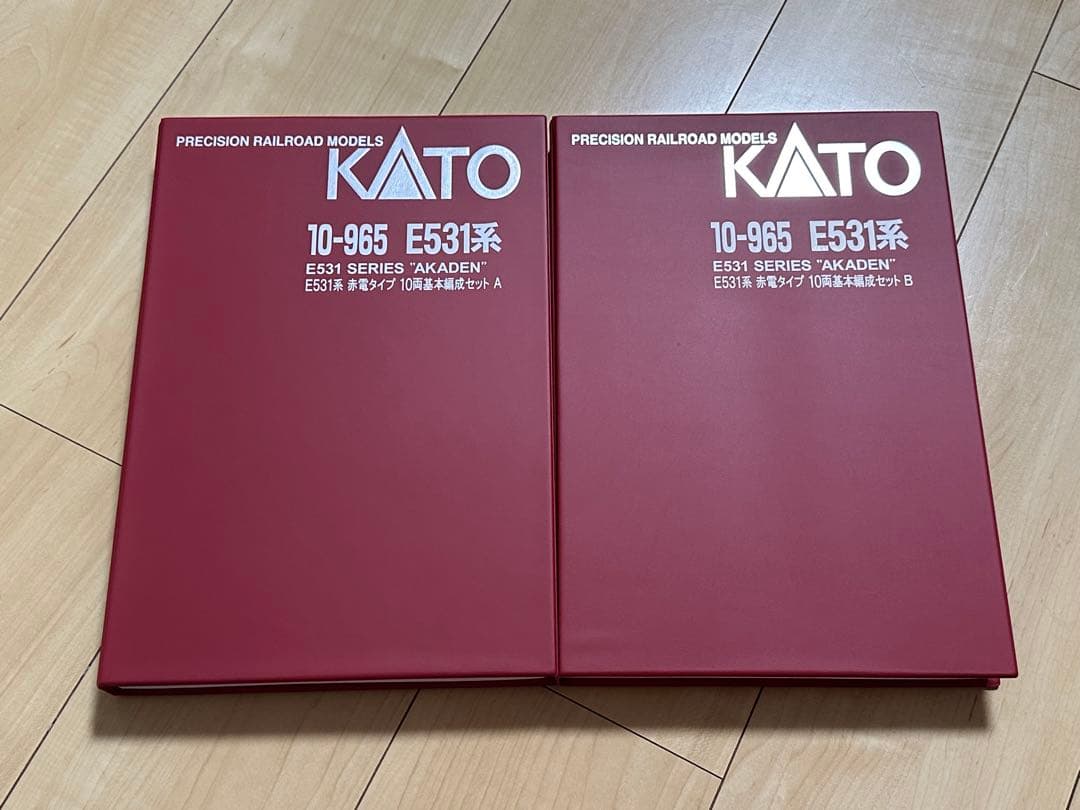 PRECISION RAILROAD MODELS
KATO
10-965 E531系
E531 SERIES "AKADEN"
E531系 赤電タイプ 10両基本編成セット A
PRECISION RAILROAD MODELS
KATO
10-965 E531系
E531 SERIES "AKADEN"
E531系 赤電タイプ 10両基本編成セット B